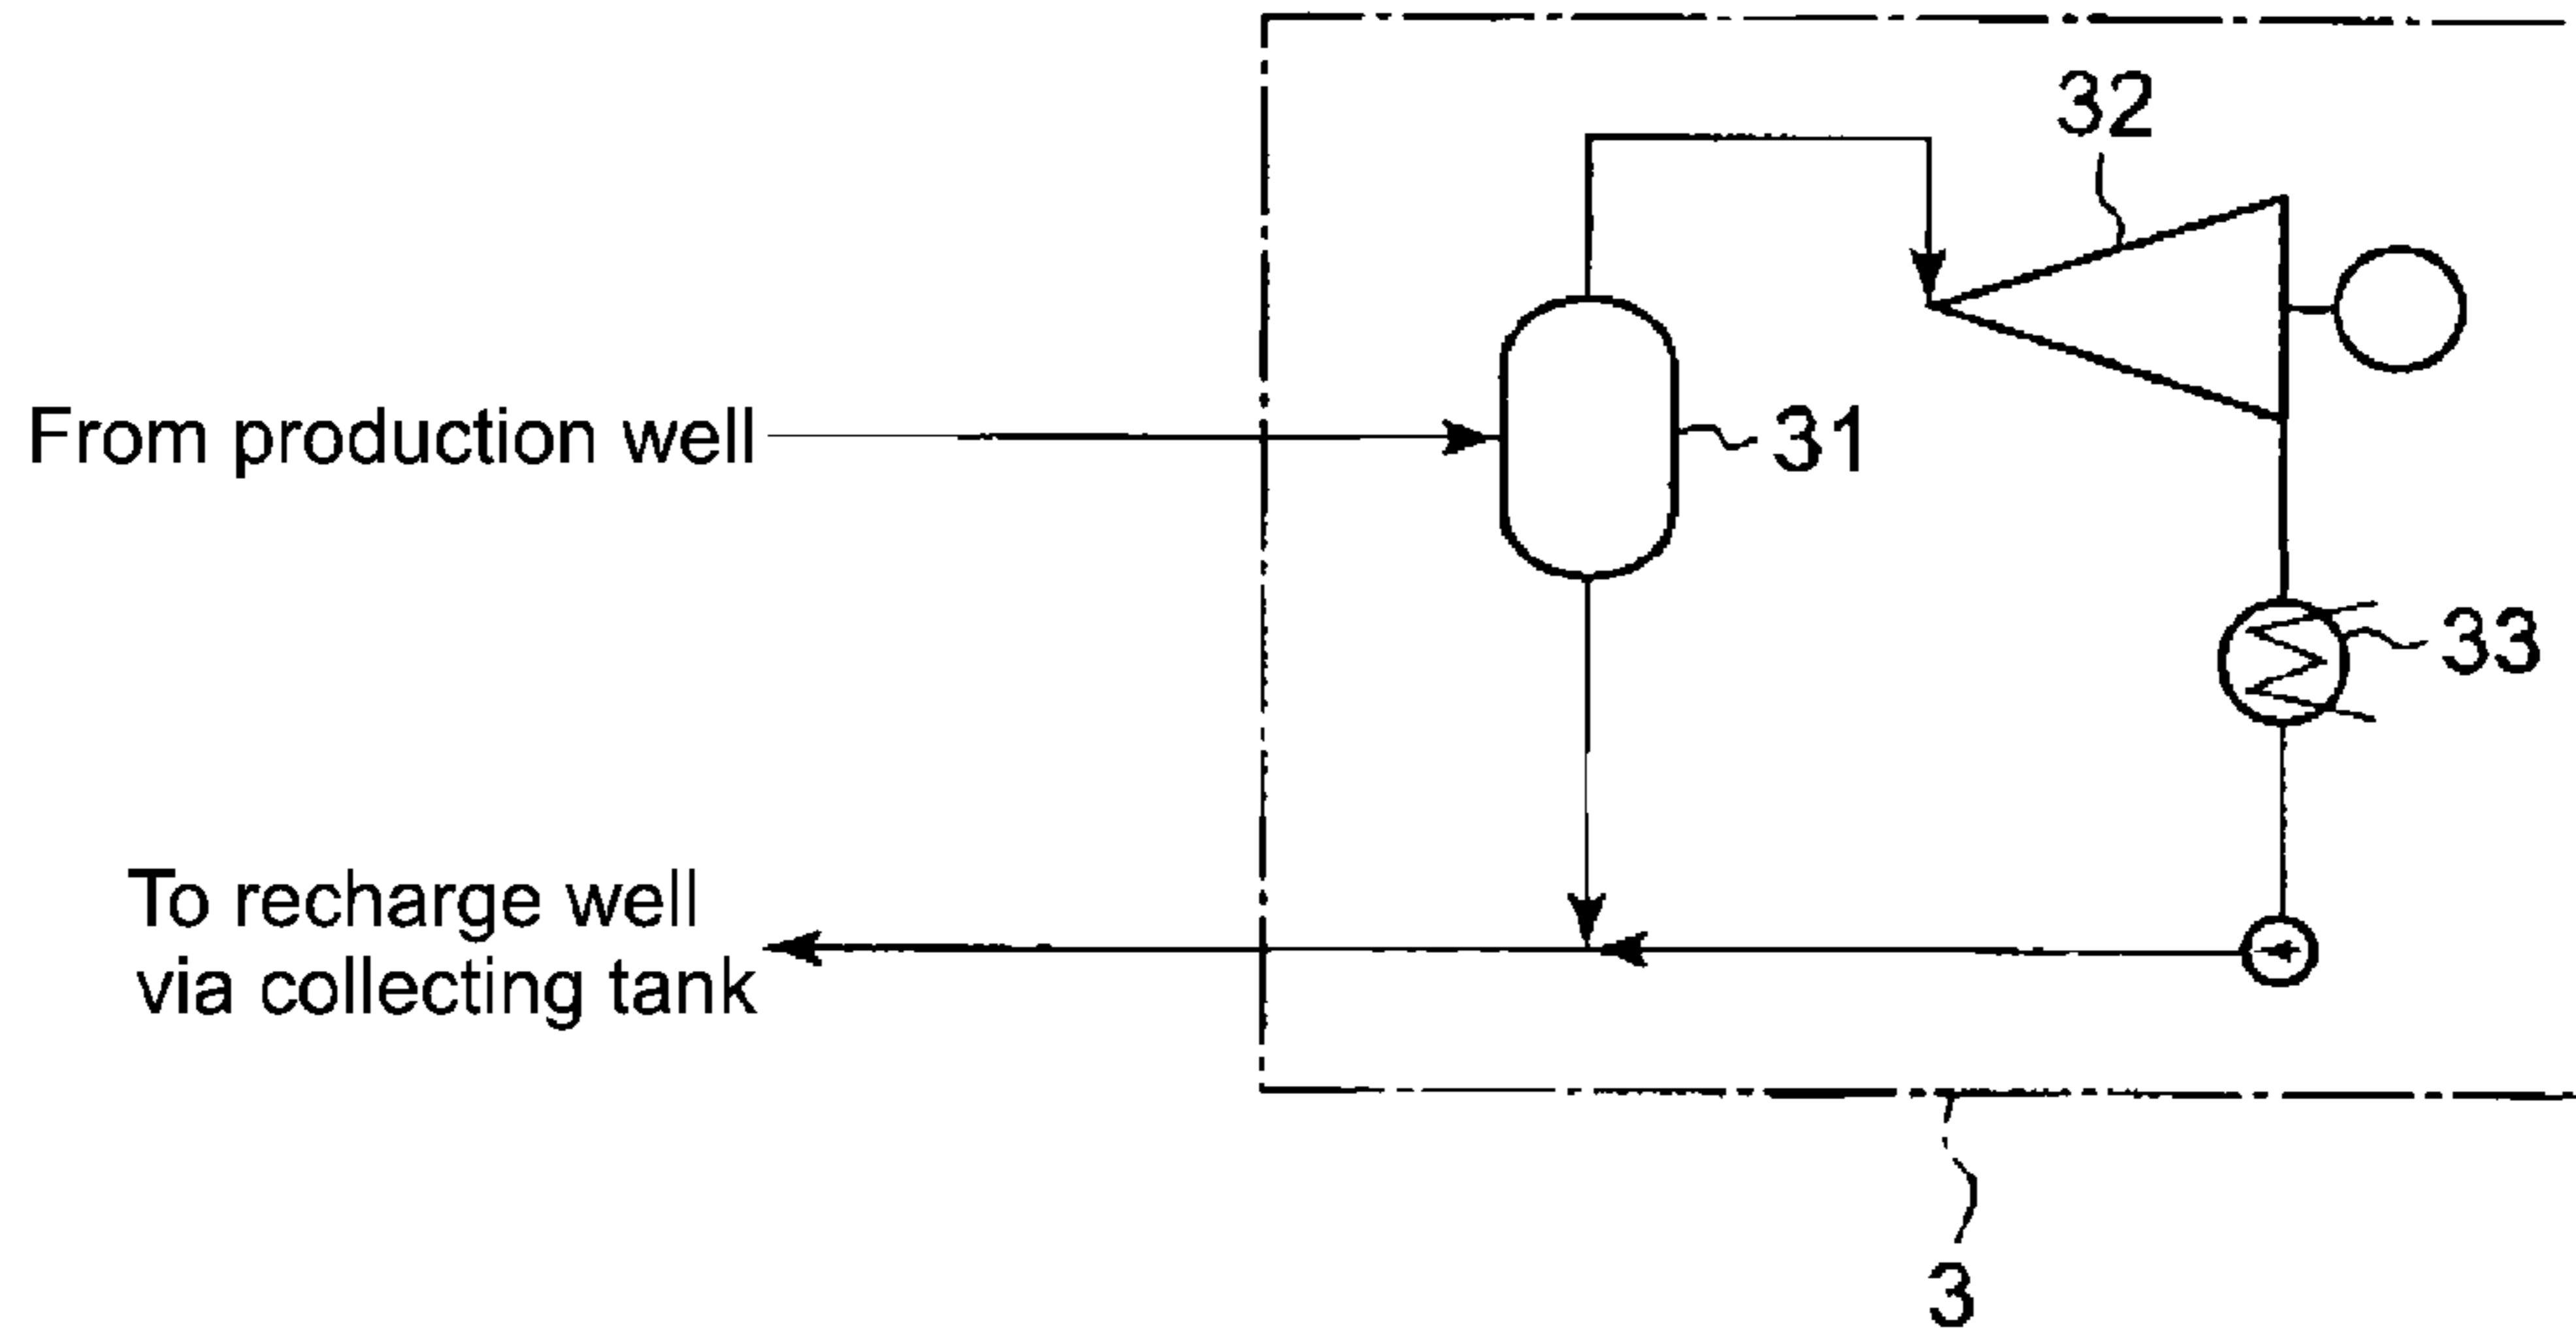 32
From production well
31
33
To recharge well
via collecting tank
3